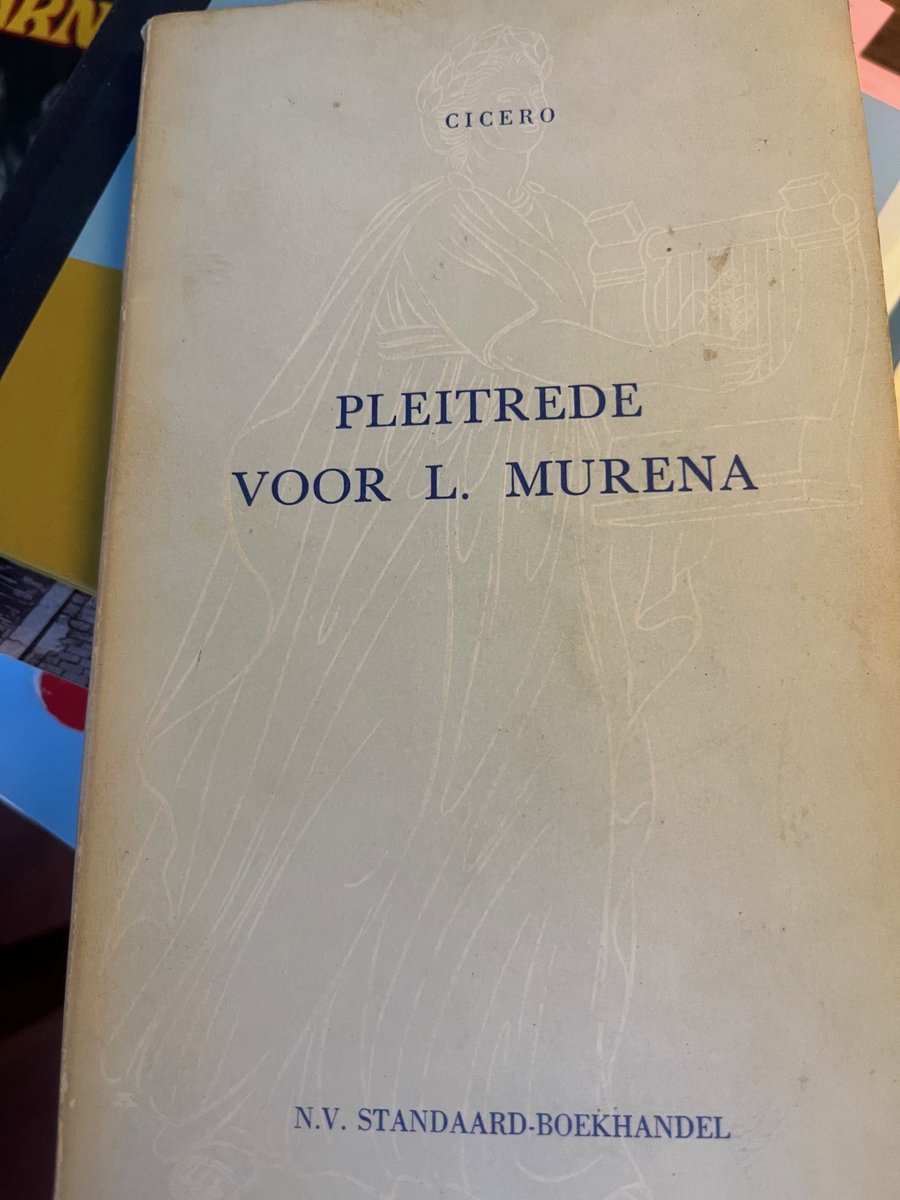 CICERO
PLEITREDE
VOOR L. MURENA
N.V. STANDAARD-BOEKHANDEL